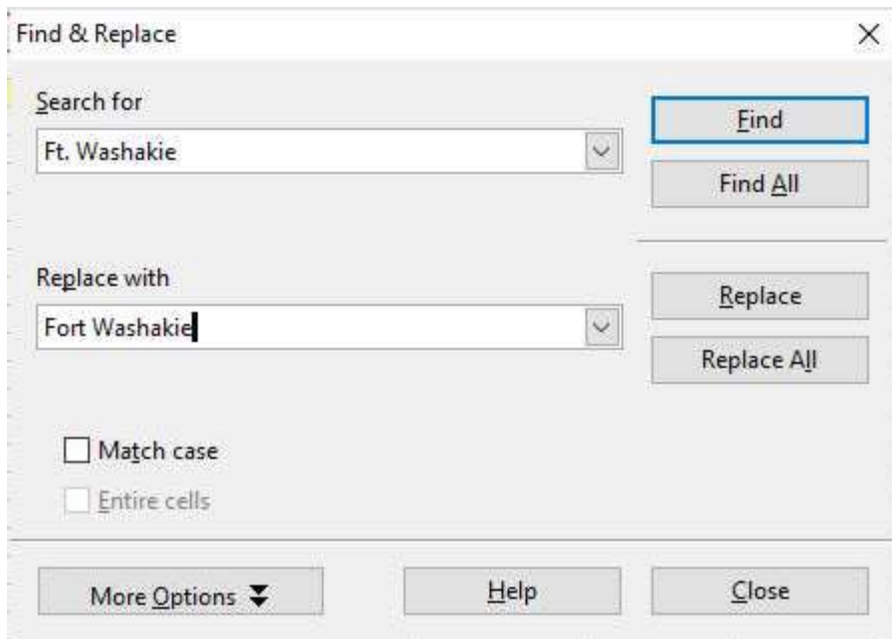 Find & Replace
Search for
Ft. Washakie
Find
Find All
Replace with
Fort Washakie
Replace
Replace All
Match case
Entire cells
More Options
Help
Close